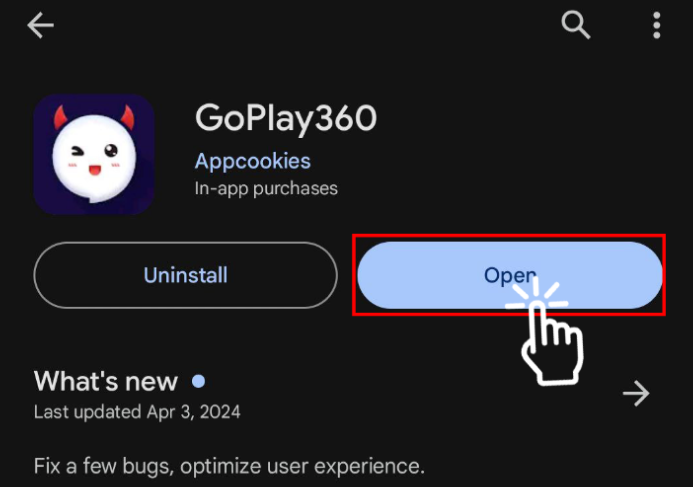 GoPlay360
Appcookies
In-app purchases
Uninstall
Open
What's new
Last updated Apr 3, 2024
Fix a few bugs, optimize user experience.